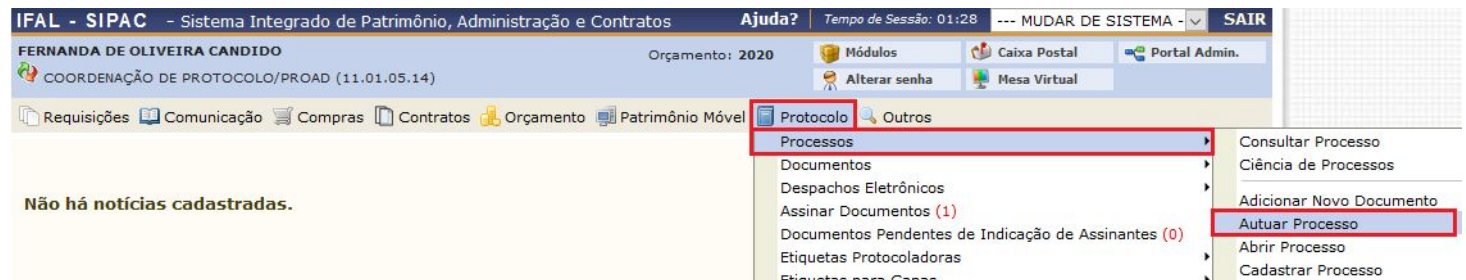 IFAL - SIPAC - Sistema Integrado de Patrimônio, Administração e Contratos Ajuda? Tempo de Sessão: 01:28 --- MUDAR DE SISTEMA - SAIR
FERNANDA DE OLIVEIRA CANDIDO Orçamento: 2020 Módulos Caixa Postal Portal Admin.
COORDENAÇÃO DE PROTOCOLO/PROAD (11.01.05.14) Alterar senha Mesa Virtual
Requisições Comunicação Compras Contratos Orçamento Patrimônio Móvel Protocolo Outros
Processos Consultar Processo
Documentos Ciência de Processos
Despachos Eletrônicos
Não há notícias cadastradas. Adicionar Novo Documento
Assinar Documentos (1) Autuar Processo
Documentos Pendentes de Indicação de Assinantes (0)
Abrir Processo
Etiquetas Protocoladoras
Cadastrar Processo
Etiquetas para Capas